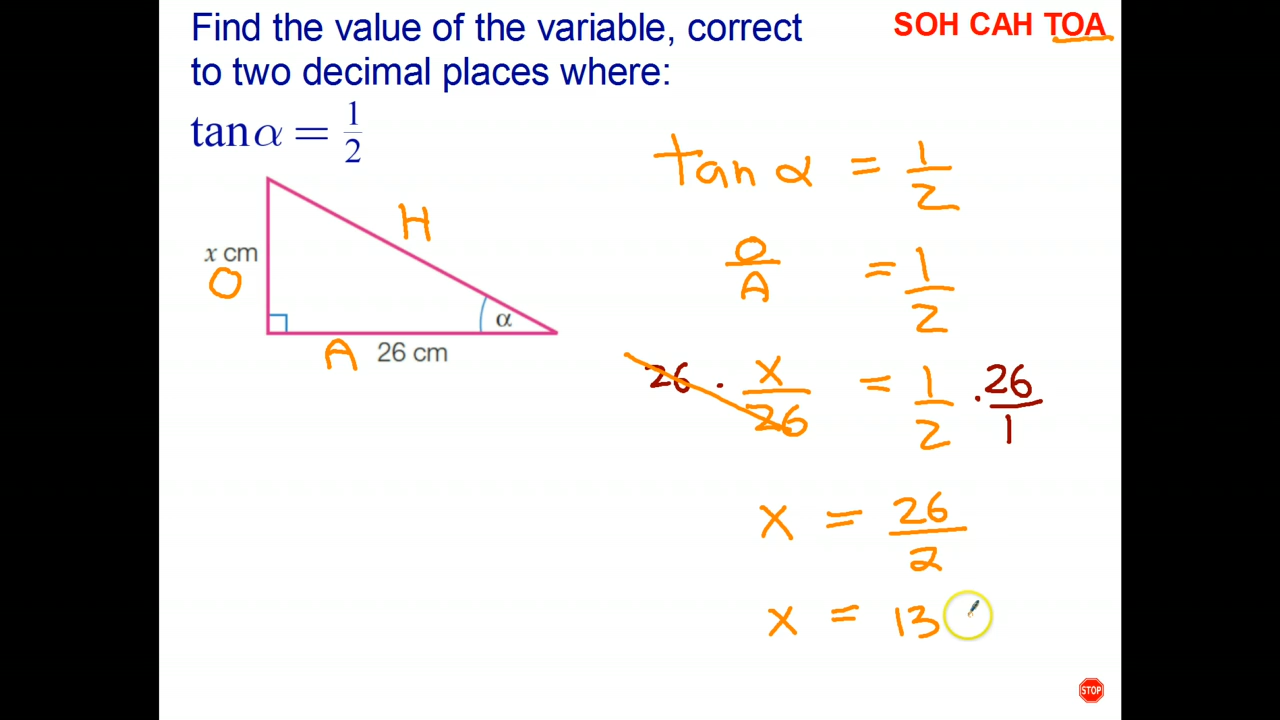 Find the value of the variable, correct
to two decimal places where:
SOH CAH TOA
tan α = 1/2
x cm
O
H
A
26 cm
α
tan α = 1/2
O/A = 1/2
26 · x/26 = 1/2 · 26/1
x = 26/2
x = 13
STOP